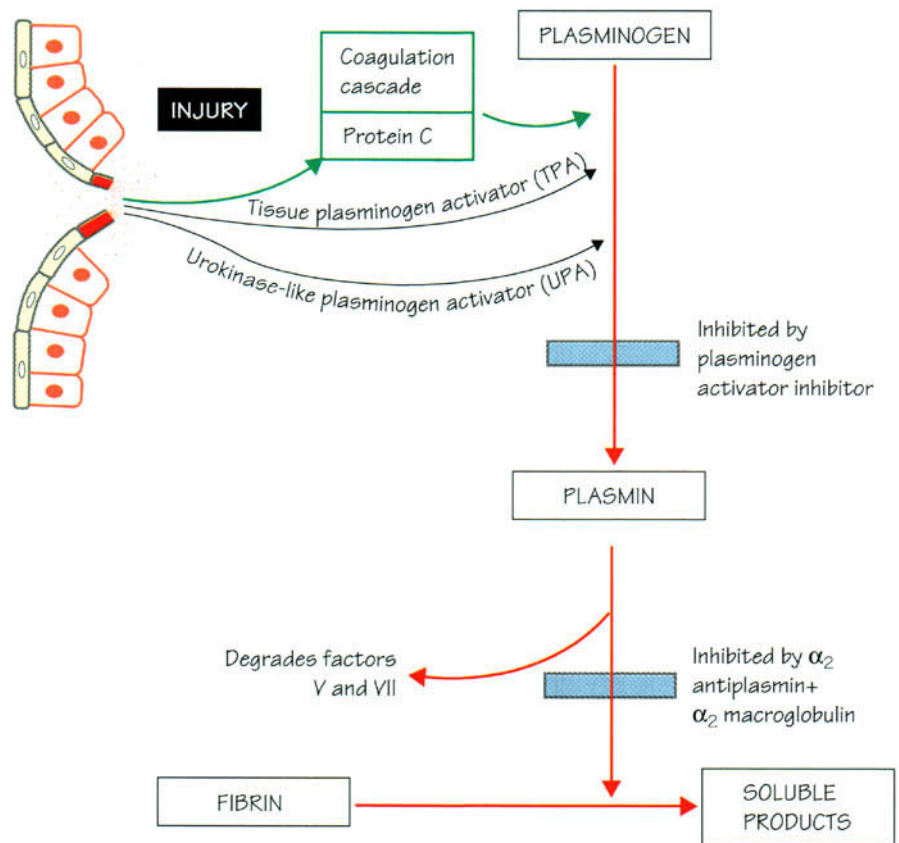 PLASMINOGEN
Coagulation
cascade
INJURY
Protein C
Tissue plasminogen activator (TPA)
Urokinase-like plasminogen activator (UPA)
Inhibited by
plasminogen
activator inhibitor
PLASMIN
Degrades factors
V and VII
Inhibited by α₂
antiplasmin+
α₂ macroglobulin
FIBRIN
SOLUBLE
PRODUCTS